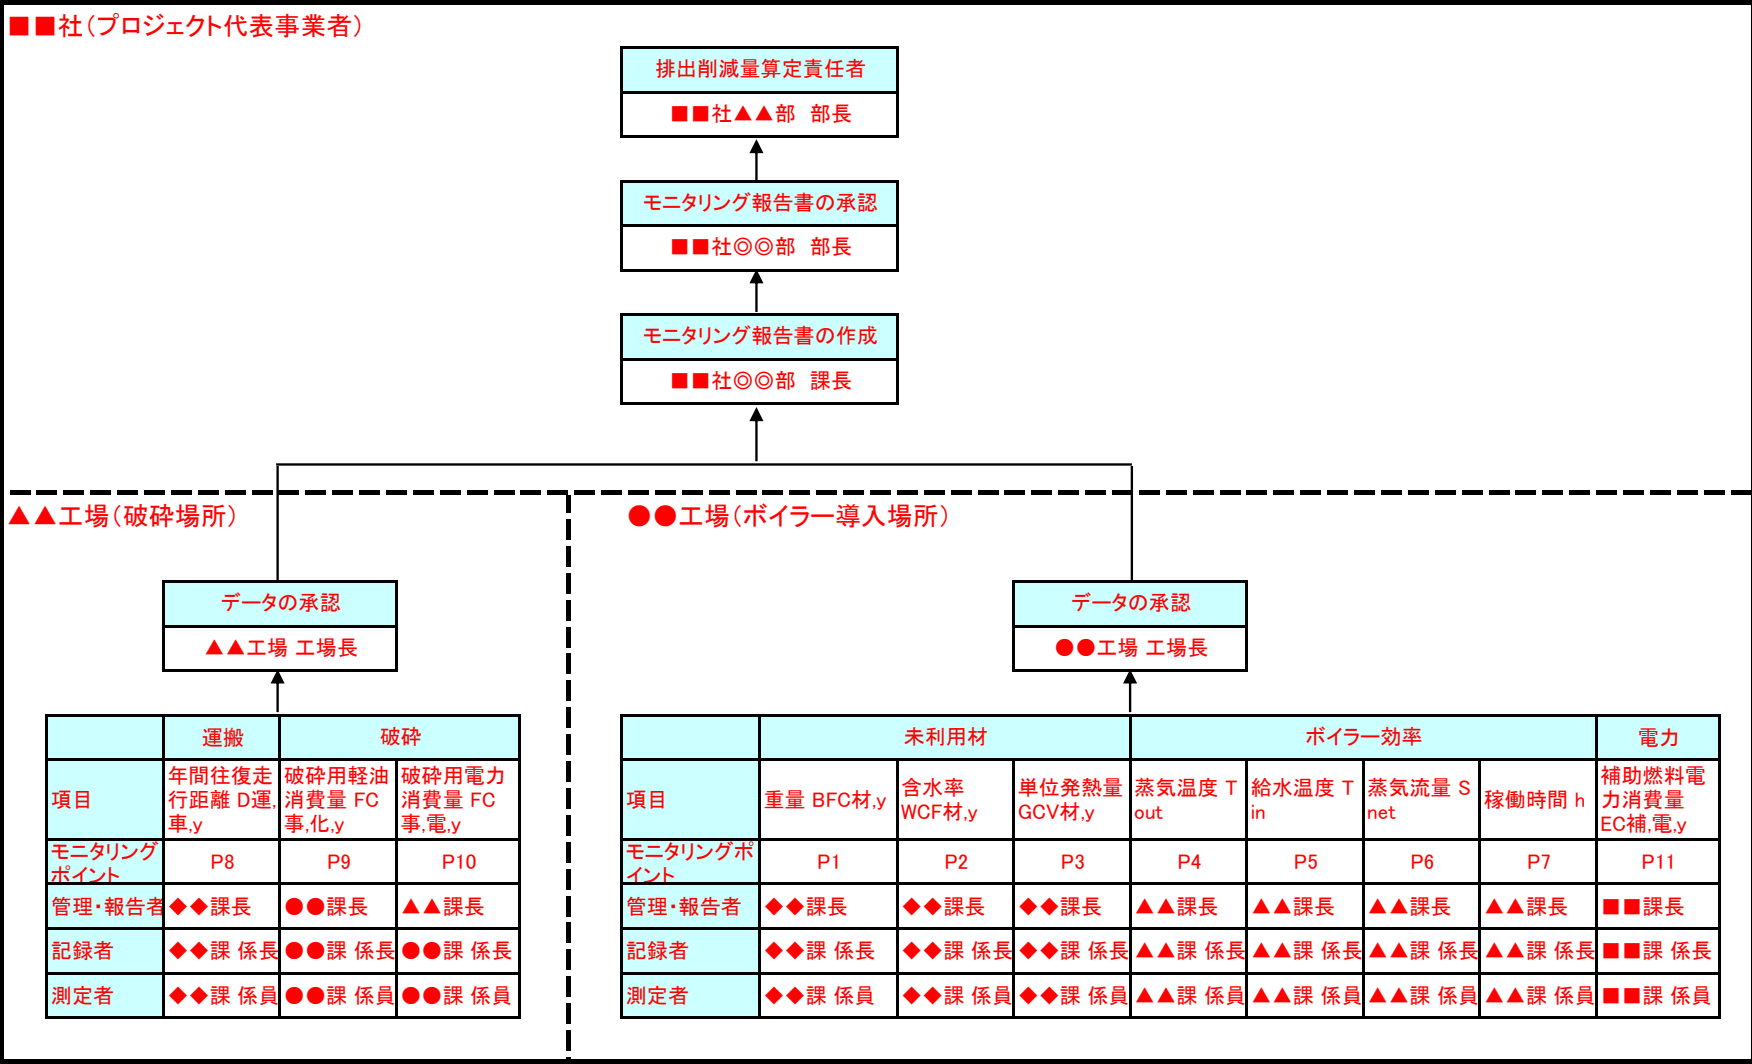 ■■社(プロジェクト代表事業者)
排出削減量算定責任者
■■社▲▲部 部長
モニタリング報告書の承認
■■社◎◎部 部長
モニタリング報告書の作成
■■社◎◎部 課長
▲▲工場(破砕場所)
データの承認
▲▲工場 工場長
運搬 破砕
項目
年間往復走
行距離 D運,
車,y
破砕用軽油
消費量 FC
事,化,y
破砕用電力
消費量 FC
事,電,y
モニタリング
ポイント
P8 P9 P10
管理・報告者 ◆◆課長 ●●課長 ▲▲課長
記録者 ◆◆課 係長 ●●課 係長 ●●課 係長
測定者 ◆◆課 係員 ●●課 係員 ●●課 係員
●●工場(ボイラー導入場所)
データの承認
●●工場 工場長
未利用材 ボイラー効率 電力
項目
重量 BFC材,y
含水率
WCF材,y
単位発熱量
GCV材,y
蒸気温度 T
out
給水温度 T
in
蒸気流量 S
net
稼働時間 h
補助燃料電
力消費量
EC補,電,y
モニタリングポ
イント
P1 P2 P3 P4 P5 P6 P7 P11
管理・報告者 ◆◆課長 ◆◆課長 ◆◆課長 ▲▲課長 ▲▲課長 ▲▲課長 ▲▲課長 ■■課長
記録者 ◆◆課 係長 ◆◆課 係長 ◆◆課 係長 ▲▲課 係長 ▲▲課 係長 ▲▲課 係長 ▲▲課 係長 ■■課 係長
測定者 ◆◆課 係員 ◆◆課 係員 ◆◆課 係員 ▲▲課 係員 ▲▲課 係員 ▲▲課 係員 ▲▲課 係員 ■■課 係員